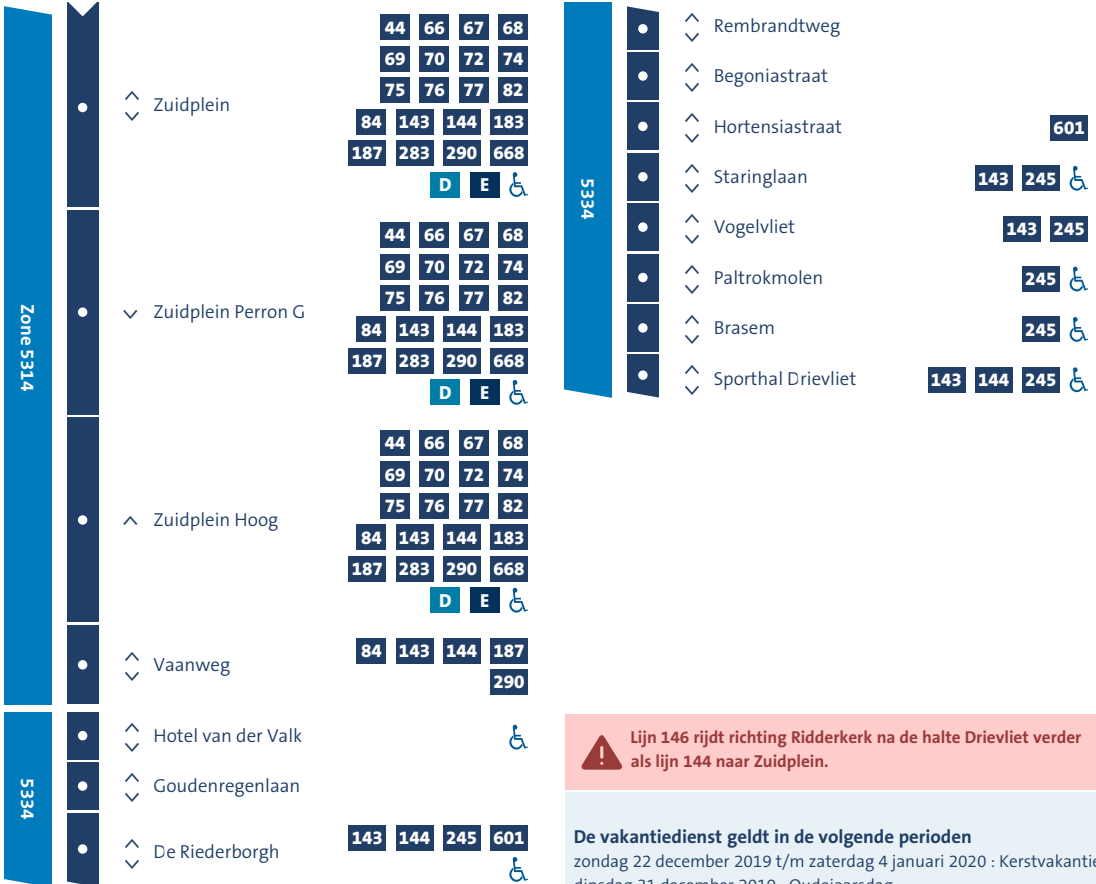 Zone 5314
44 66 67 68
69 70 72 74
75 76 77 82
Zuidplein
84 143 144 183
187 283 290 668
D E
44 66 67 68
69 70 72 74
75 76 77 82
Zuidplein Perron G
84 143 144 183
187 283 290 668
D E
44 66 67 68
69 70 72 74
75 76 77 82
Zuidplein Hoog
84 143 144 183
187 283 290 668
D E
Vaanweg
84 143 144 187
290
5334
Hotel van der Valk
Goudenregenlaan
De Riederborgh
143 144 245 601
5334
Rembrandtweg
Begoniastraat
Hortensiastraat 601
Staringlaan 143 245
Vogelvliet 143 245
Paltrokmolen 245
Brasem 245
Sporthal Drievliet 143 144 245
Lijn 146 rijdt richting Ridderkerk na de halte Drievliet verder
als lijn 144 naar Zuidplein.
De vakantiedienst geldt in de volgende perioden
zondag 22 december 2019 t/m zaterdag 4 januari 2020 : Kerstvakantie
dinsdag 31 december 2019 : Oudejaarsdag